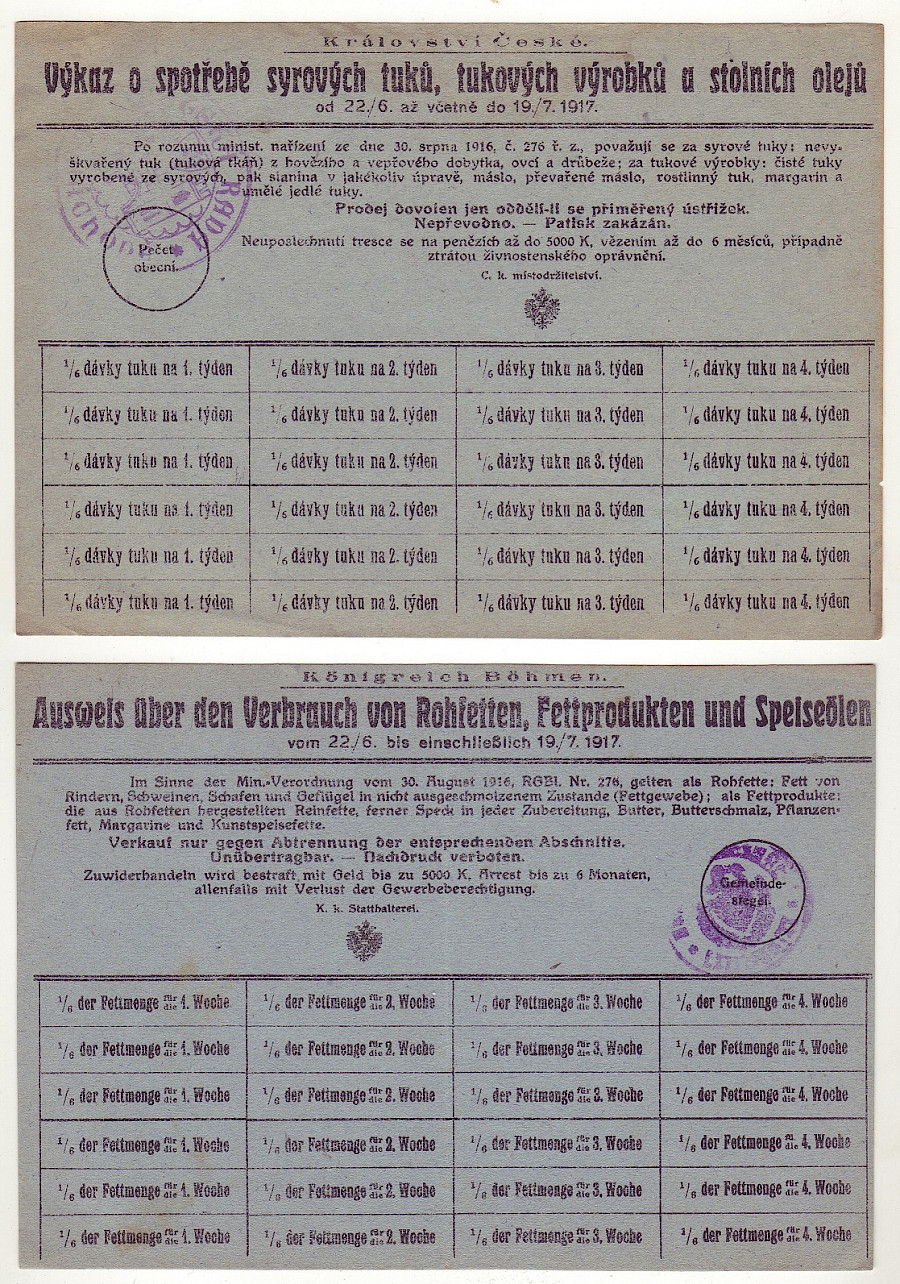 Království České.
Výkaz o spotřebě syrových tuků, tukových výrobků a stolních olejů
od 22./6. až včetně do 19./7. 1917.
Po rozumu minist. nařízení ze dne 30. srpna 1916, č. 276 ř. z., považují se za syrové tuky: nevy-
škvařený tuk (tuková tkáň) z hovězího a vepřového dobytka, ovcí a drůbeže; za tukové výrobky: čisté tuky
vyrobené ze syrových, pak slanina v jakékoliv úpravě, máslo, převařené máslo, rostlinný tuk, margarin a
umělé jedlé tuky.
Prodej dovolen jen oddělí-li se přiměřený ústřižek.
Nepřevodno. — Patisk zakázán.
Neuposlechnutí tresce se na penězích až do 5000 K, vězením až do 6 měsíců, případně
ztrátou živnostenského oprávnění.
C. k. místodržitelství.
Pečeť
obecní.
RADA
1/6 dávky tuku na 1. týden 1/6 dávky tuku na 2. týden 1/6 dávky tuku na 3. týden 1/6 dávky tuku na 4. týden
1/6 dávky tuku na 1. týden 1/6 dávky tuku na 2. týden 1/6 dávky tuku na 3. týden 1/6 dávky tuku na 4. týden
1/6 dávky tuku na 1. týden 1/6 dávky tuku na 2. týden 1/6 dávky tuku na 3. týden 1/6 dávky tuku na 4. týden
1/6 dávky tuku na 1. týden 1/6 dávky tuku na 2. týden 1/6 dávky tuku na 3. týden 1/6 dávky tuku na 4. týden
1/6 dávky tuku na 1. týden 1/6 dávky tuku na 2. týden 1/6 dávky tuku na 3. týden 1/6 dávky tuku na 4. týden
1/6 dávky tuku na 1. týden 1/6 dávky tuku na 2. týden 1/6 dávky tuku na 3. týden 1/6 dávky tuku na 4. týden
Königreich Böhmen.
Ausweis über den Verbrauch von Rohfetten, Fettprodukten und Speiseölen
vom 22./6. bis einschließlich 19./7. 1917.
Im Sinne der Min.-Verordnung vom 30. August 1916, RGBl. Nr. 276, gelten als Rohfette: Fett von
Rindern, Schweinen, Schafen und Geflügel in nicht ausgeschmolzenem Zustande (Fettgewebe); als Fettprodukte:
die aus Rohfetten hergestellten Reinfette, ferner Speck in jeder Zubereitung, Butter, Butterschmalz, Pflanzen-
fett, Margarine und Kunstspeisefette.
Verkauf nur gegen Abtrennung der entsprechenden Abschnitte.
Unübertragbar. — Nachdruck verboten.
Zuwiderhandeln wird bestraft mit Geld bis zu 5000 K, Arrest bis zu 6 Monaten,
allenfalls mit Verlust der Gewerbeberechtigung.
K. k. Statthalterei.
Gemeinde-
siegel.
1/6 der Fettmenge für die 1. Woche 1/6 der Fettmenge für die 2. Woche 1/6 der Fettmenge für die 3. Woche 1/6 der Fettmenge für die 4. Woche
1/6 der Fettmenge für die 1. Woche 1/6 der Fettmenge für die 2. Woche 1/6 der Fettmenge für die 3. Woche 1/6 der Fettmenge für die 4. Woche
1/6 der Fettmenge für die 1. Woche 1/6 der Fettmenge für die 2. Woche 1/6 der Fettmenge für die 3. Woche 1/6 der Fettmenge für die 4. Woche
1/6 der Fettmenge für die 1. Woche 1/6 der Fettmenge für die 2. Woche 1/6 der Fettmenge für die 3. Woche 1/6 der Fettmenge für die 4. Woche
1/6 der Fettmenge für die 1. Woche 1/6 der Fettmenge für die 2. Woche 1/6 der Fettmenge für die 3. Woche 1/6 der Fettmenge für die 4. Woche
1/6 der Fettmenge für die 1. Woche 1/6 der Fettmenge für die 2. Woche 1/6 der Fettmenge für die 3. Woche 1/6 der Fettmenge für die 4. Woche